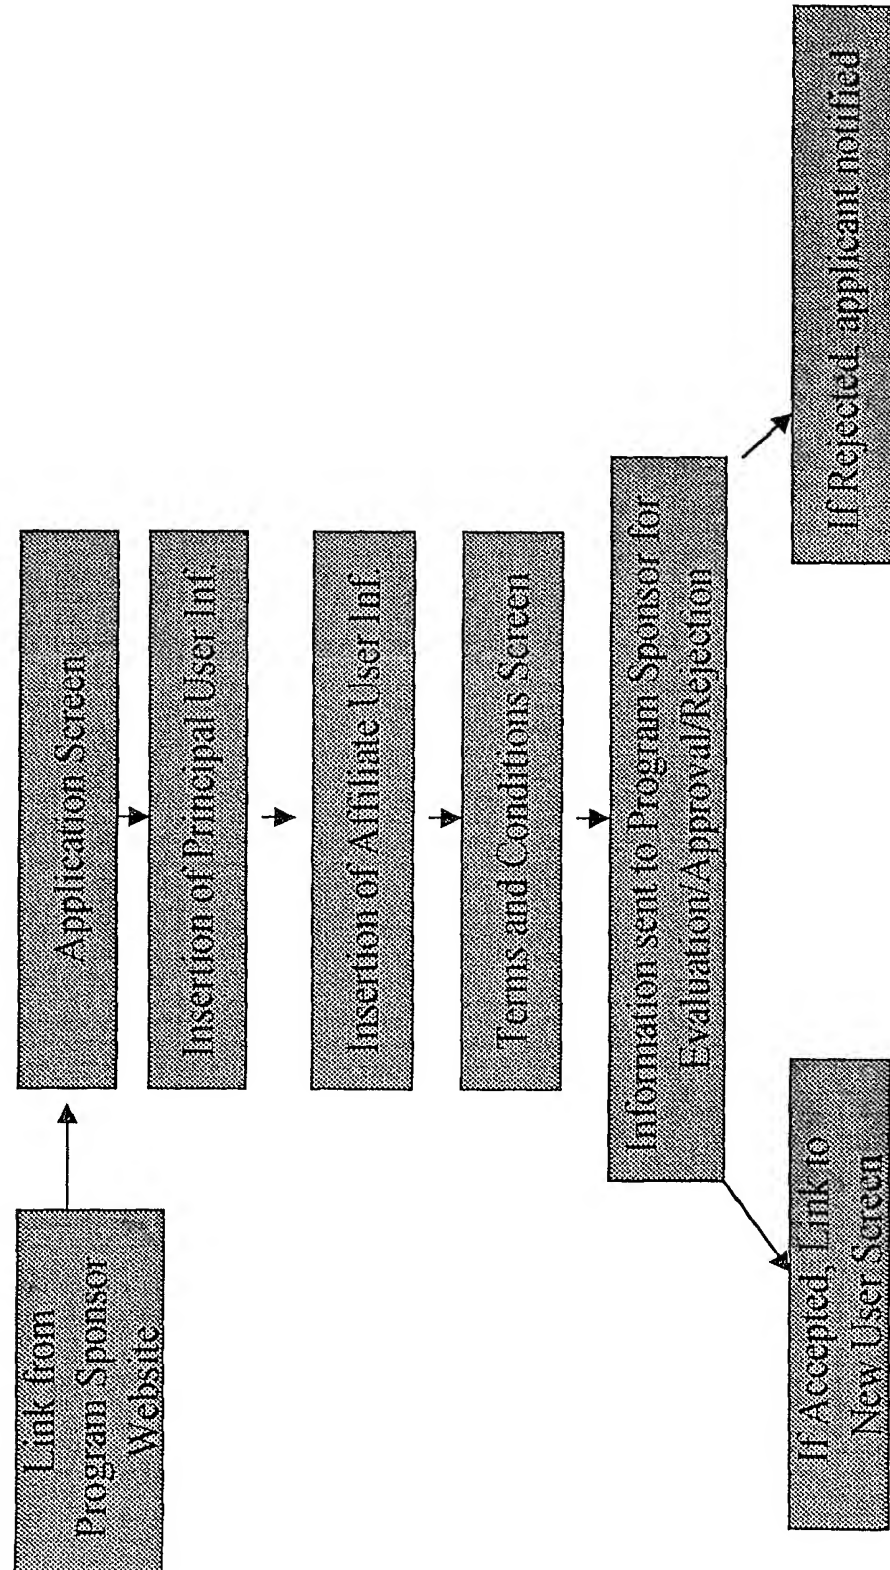 Link from
Program Sponsor
Website
Application Screen
Insertion of Principal User Inf.
Insertion of Affiliate User Inf.
Terms and Conditions Screen
Information sent to Program Sponsor for
Evaluation/Approval/Rejection
If Accepted, Link to
New User Screen
If Rejected, applicant notified